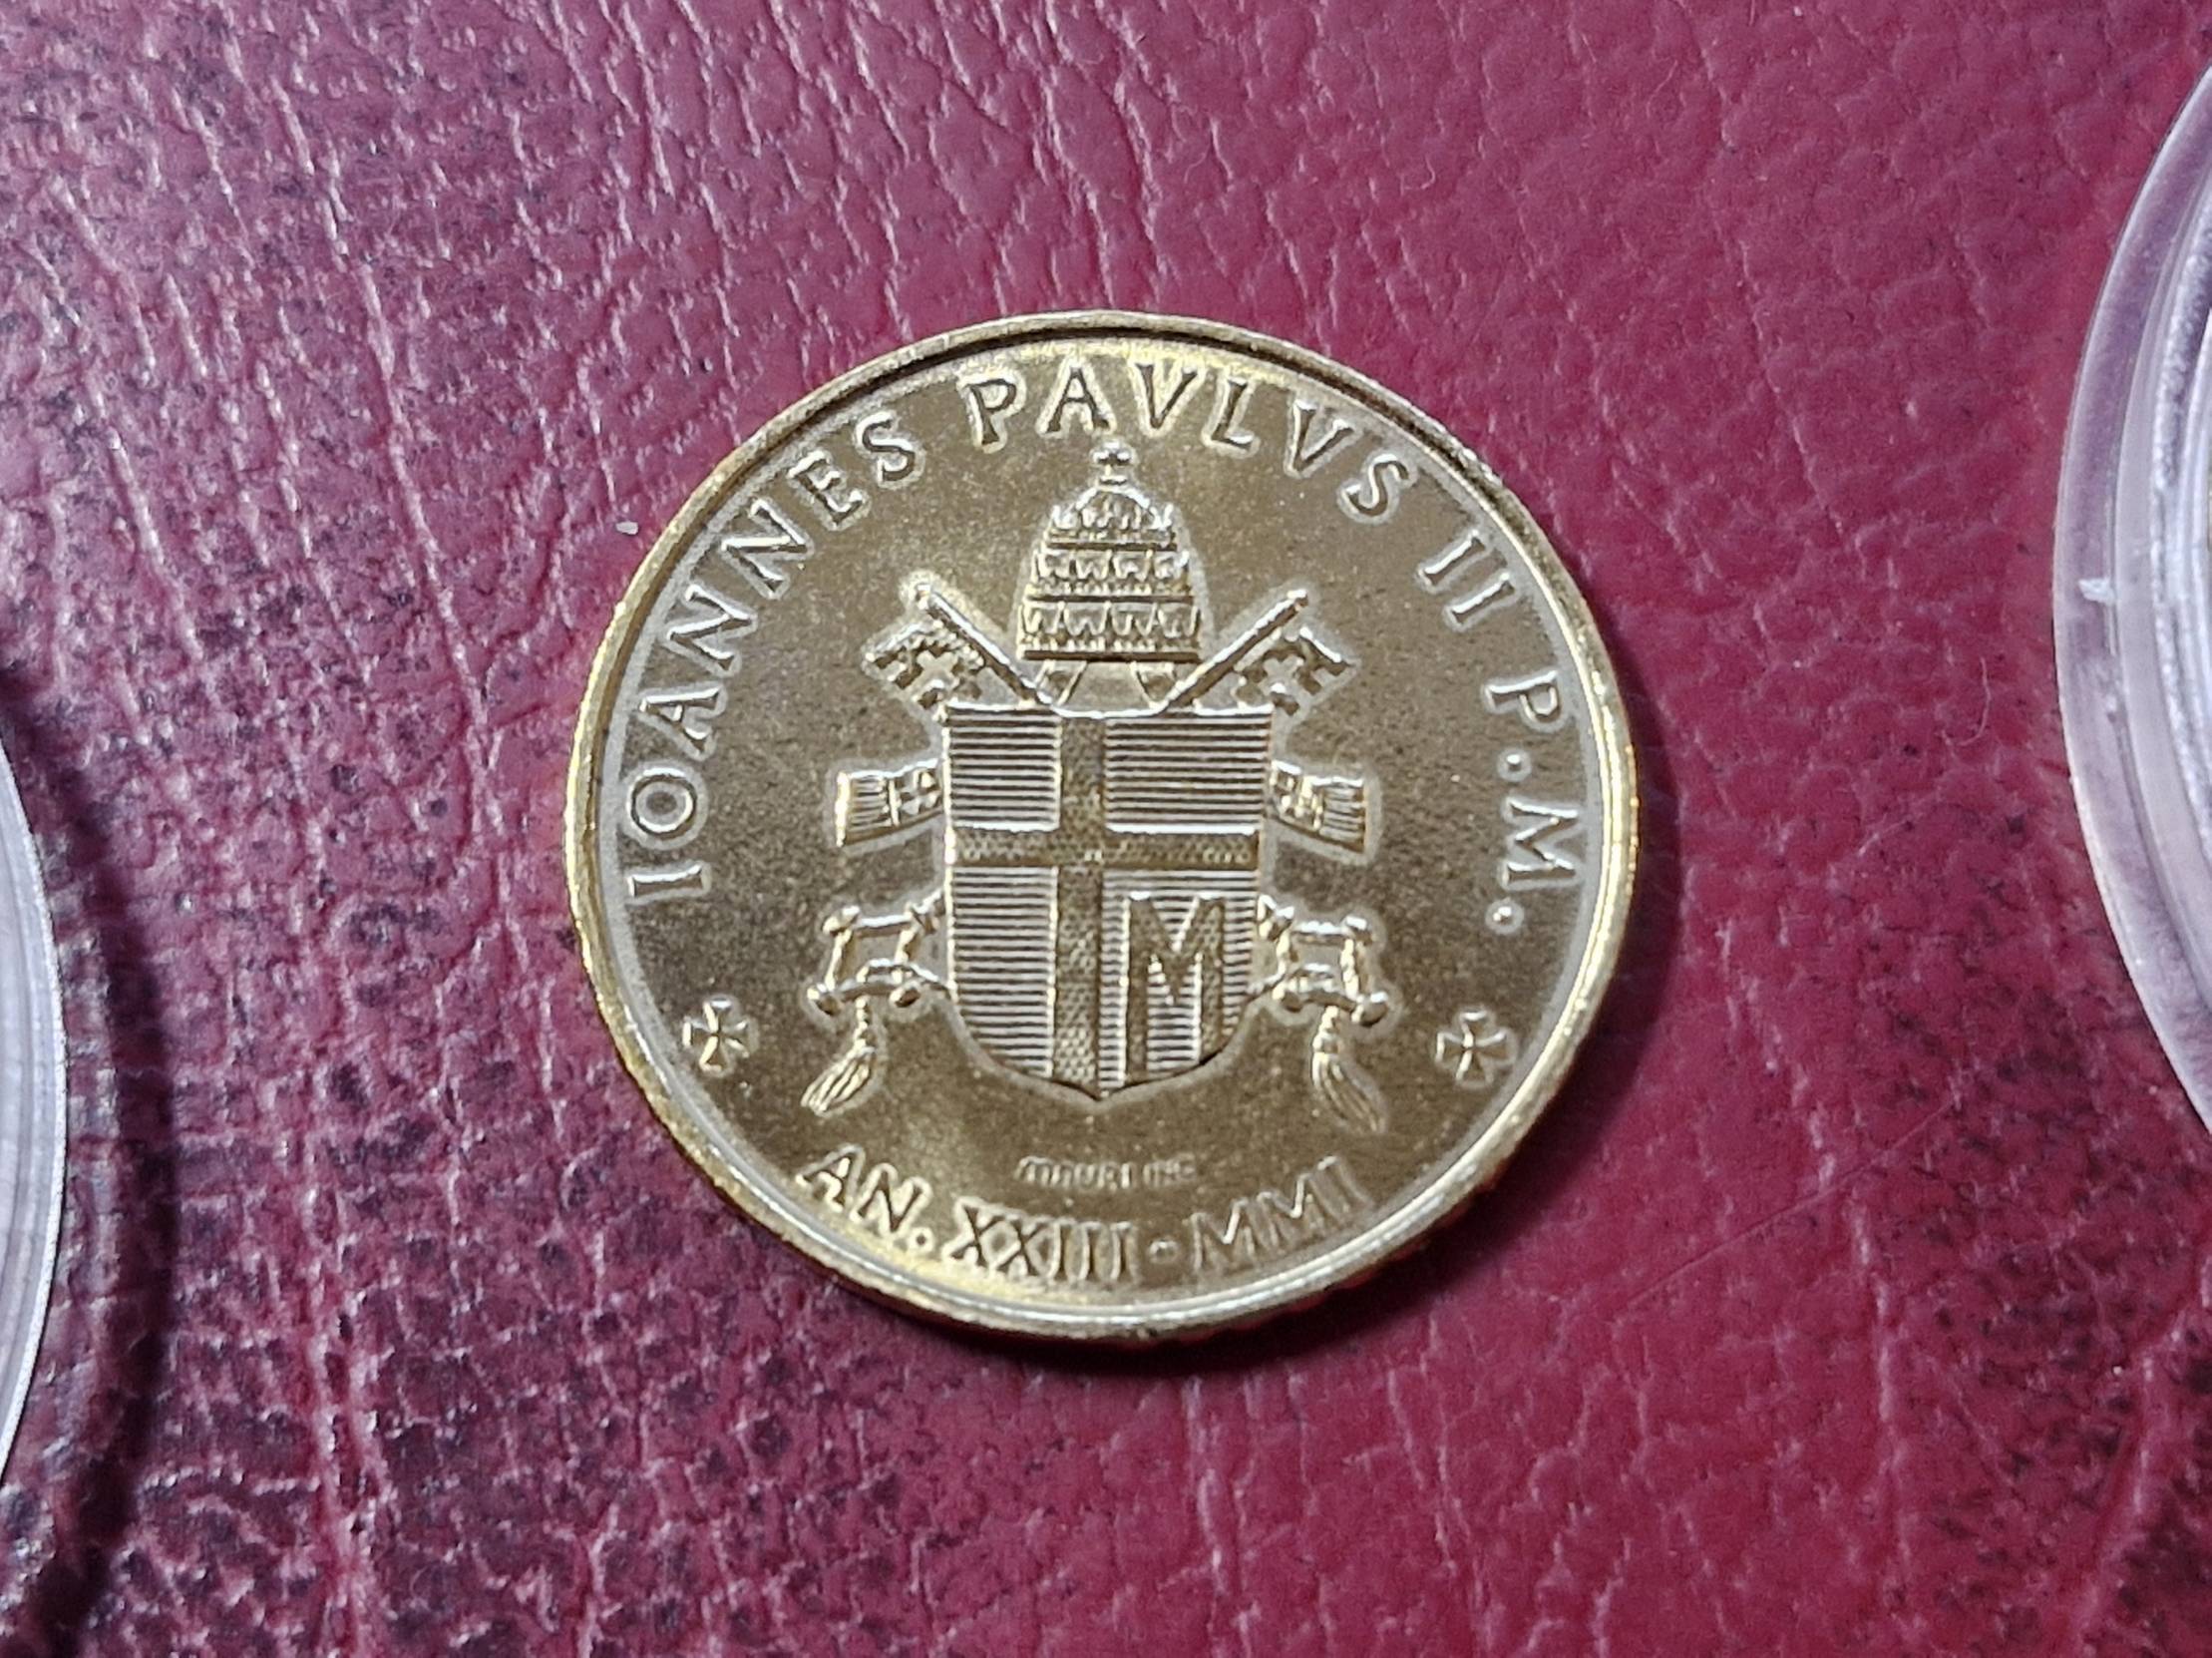 IOANNES PAVLVS II P.M.
M
AN. XXIII · MMI